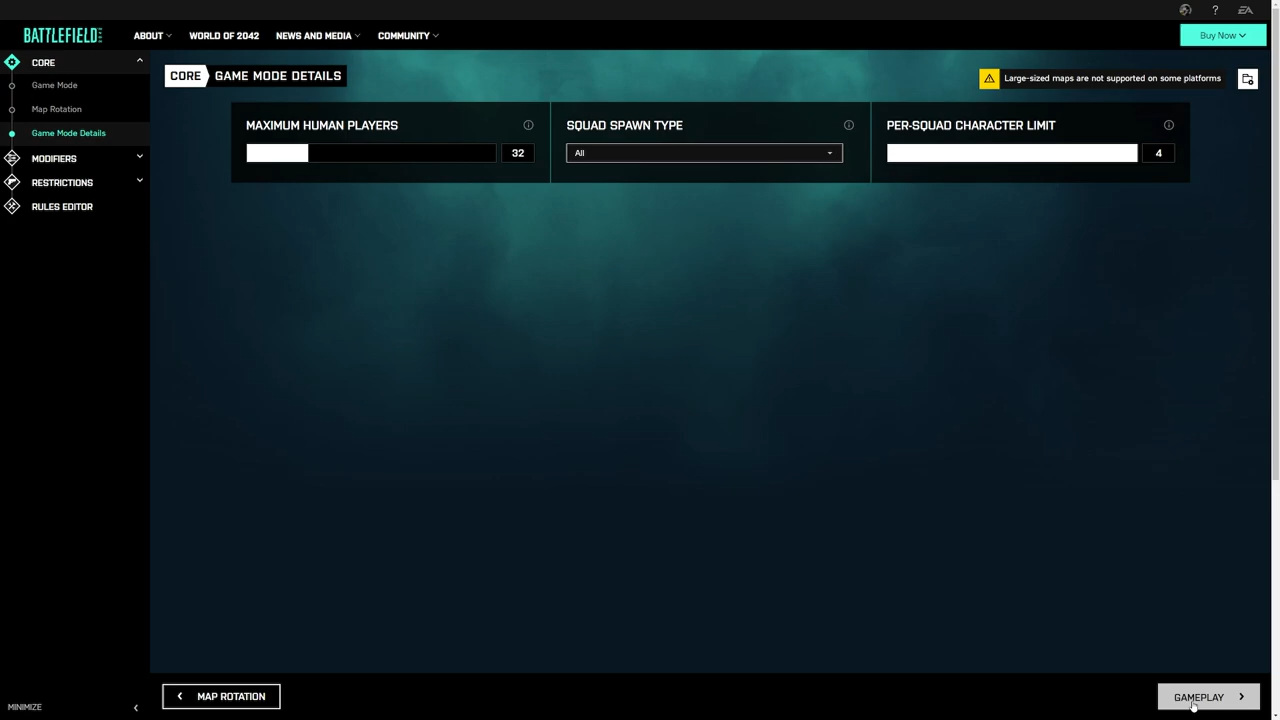 BATTLEFIELD
ABOUT
WORLD OF 2042
NEWS AND MEDIA
COMMUNITY
? EA
Buy Now
CORE
Game Mode
Map Rotation
Game Mode Details
MODIFIERS
RESTRICTIONS
RULES EDITOR
CORE GAME MODE DETAILS
Large-sized maps are not supported on some platforms
MAXIMUM HUMAN PLAYERS
32
SQUAD SPAWN TYPE
All
PER-SQUAD CHARACTER LIMIT
4
MINIMIZE
MAP ROTATION
GAMEPLAY